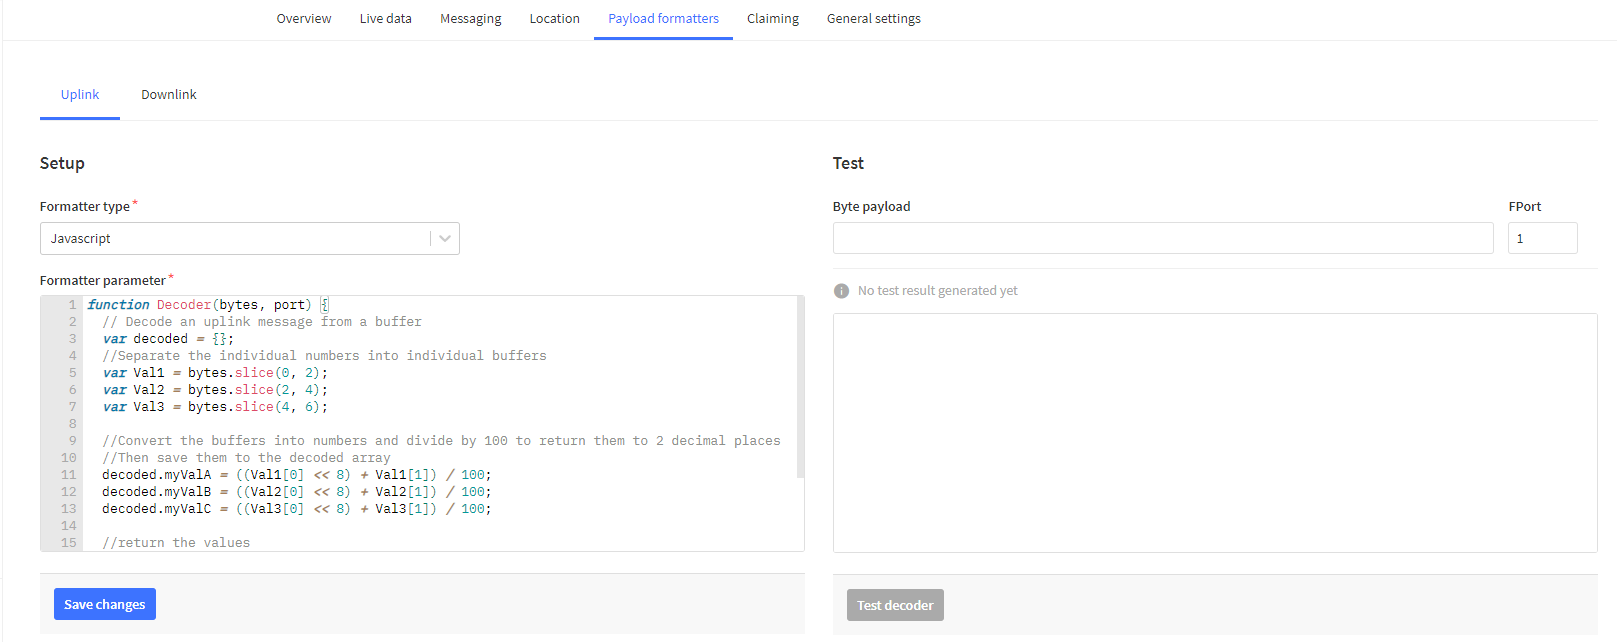 Overview Live data Messaging Location Payload formatters Claiming General settings
Uplink Downlink
Setup
Formatter type*
Javascript
Formatter parameter*
1 function Decoder(bytes, port) {
2 // Decode an uplink message from a buffer
3 var decoded = {};
4 //Separate the individual numbers into individual buffers
5 var Val1 = bytes.slice(0, 2);
6 var Val2 = bytes.slice(2, 4);
7 var Val3 = bytes.slice(4, 6);
8
9 //Convert the buffers into numbers and divide by 100 to return them to 2 decimal places
10 //Then save them to the decoded array
11 decoded.myValA = ((Val1[0] << 8) + Val1[1]) / 100;
12 decoded.myValB = ((Val2[0] << 8) + Val2[1]) / 100;
13 decoded.myValC = ((Val3[0] << 8) + Val3[1]) / 100;
14
15 //return the values
Save changes
Test
Byte payload FPort
1
No test result generated yet
Test decoder